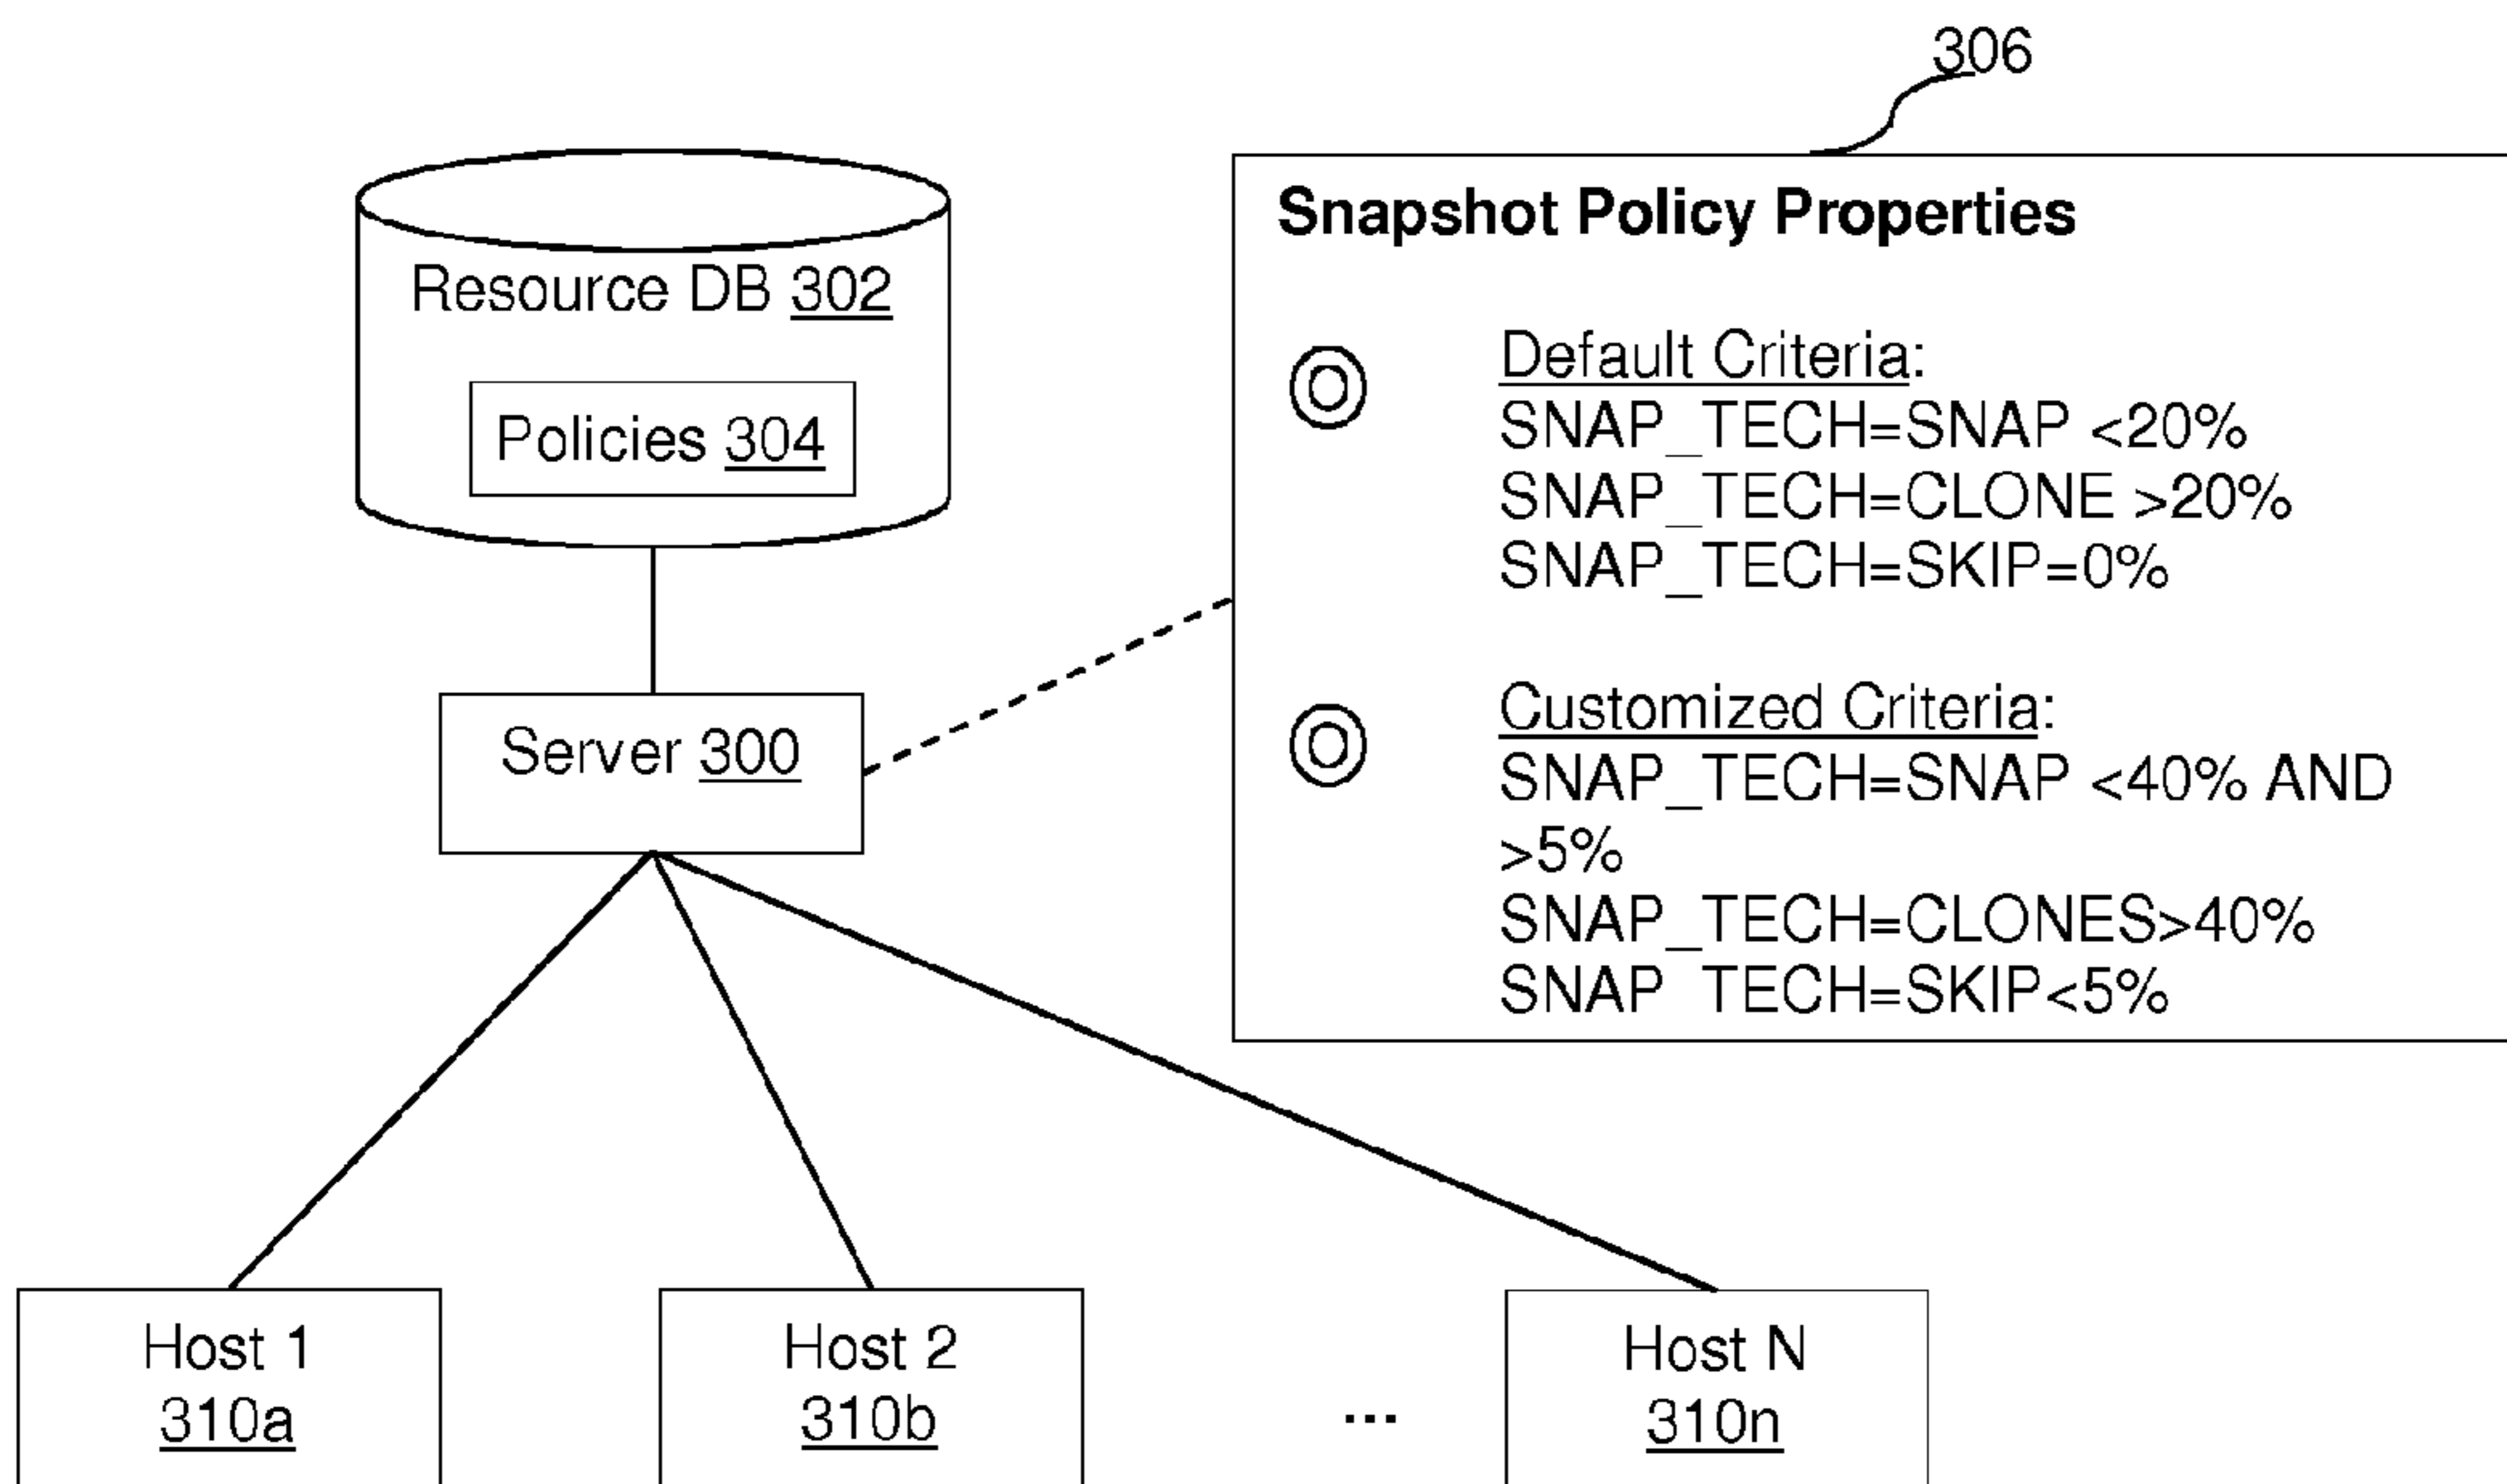 306
Resource DB 302
Policies 304
Server 300
Snapshot Policy Properties
Default Criteria:
SNAP_TECH=SNAP <20%
SNAP_TECH=CLONE >20%
SNAP_TECH=SKIP=0%
Customized Criteria:
SNAP_TECH=SNAP <40% AND
>5%
SNAP_TECH=CLONES>40%
SNAP_TECH=SKIP<5%
Host 1
310a
Host 2
310b
...
Host N
310n